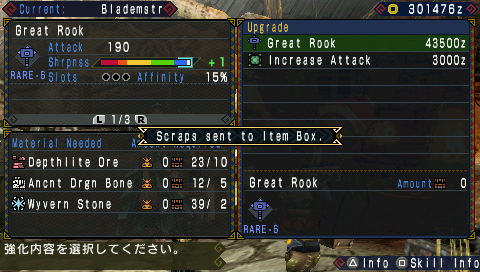 Current: Blademstr
301476z
Great Rook
Attack 190
Shrpnss +1
RARE-6 Slots Affinity 15%
L 1/3 R
Upgrade
Great Rook 43500z
Increase Attack 3000z
Scraps sent to Item Box.
Material Needed
Depthlite Ore 0 23/10
Ancnt Drgn Bone 0 12/ 5
Wyvern Stone 0 39/ 2
Great Rook Amount 0
RARE-6
強化内容を選択してください。
Info Skill Info